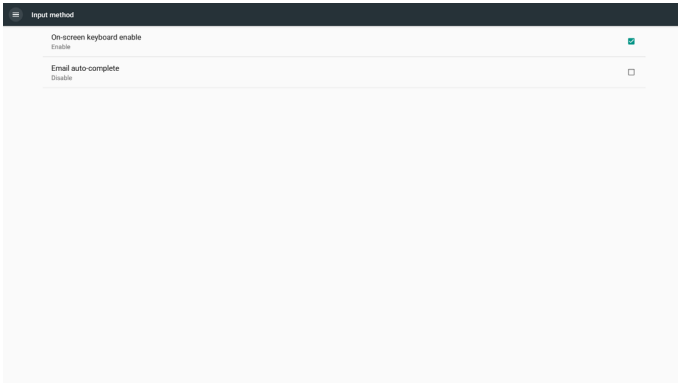 Input method
On-screen keyboard enable
Enable
Email auto-complete
Disable